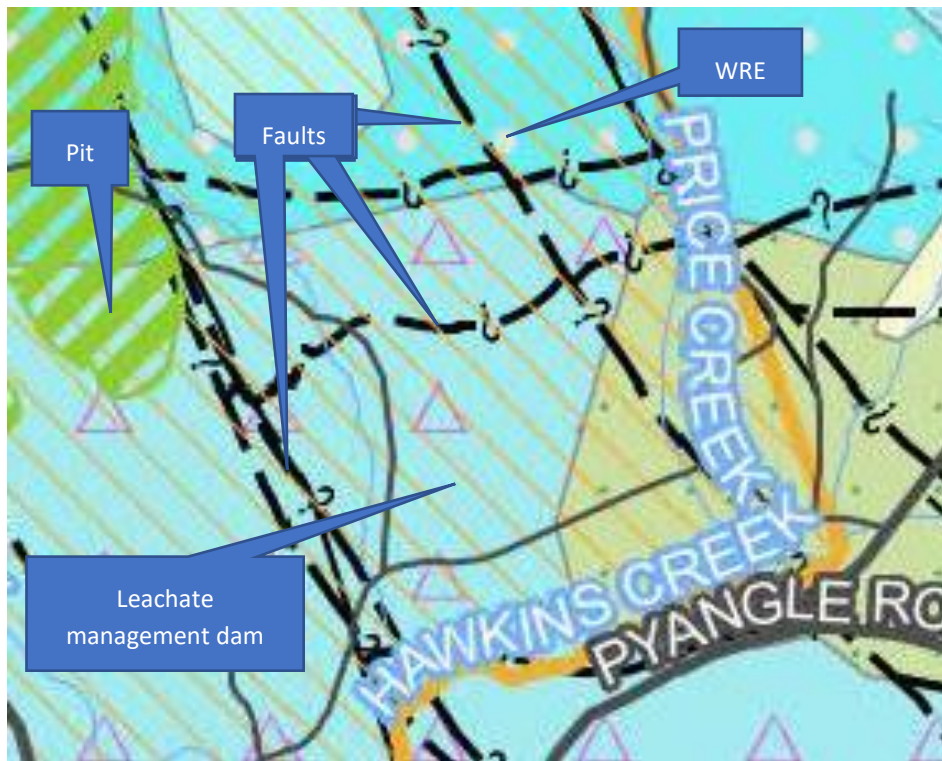 WRE
Pit
Faults
PRICE CREEK
Leachate
management dam
HAWKINS CREEK
PYANGLE RO
?
?
?
?
?
?
?
?
?
?
?